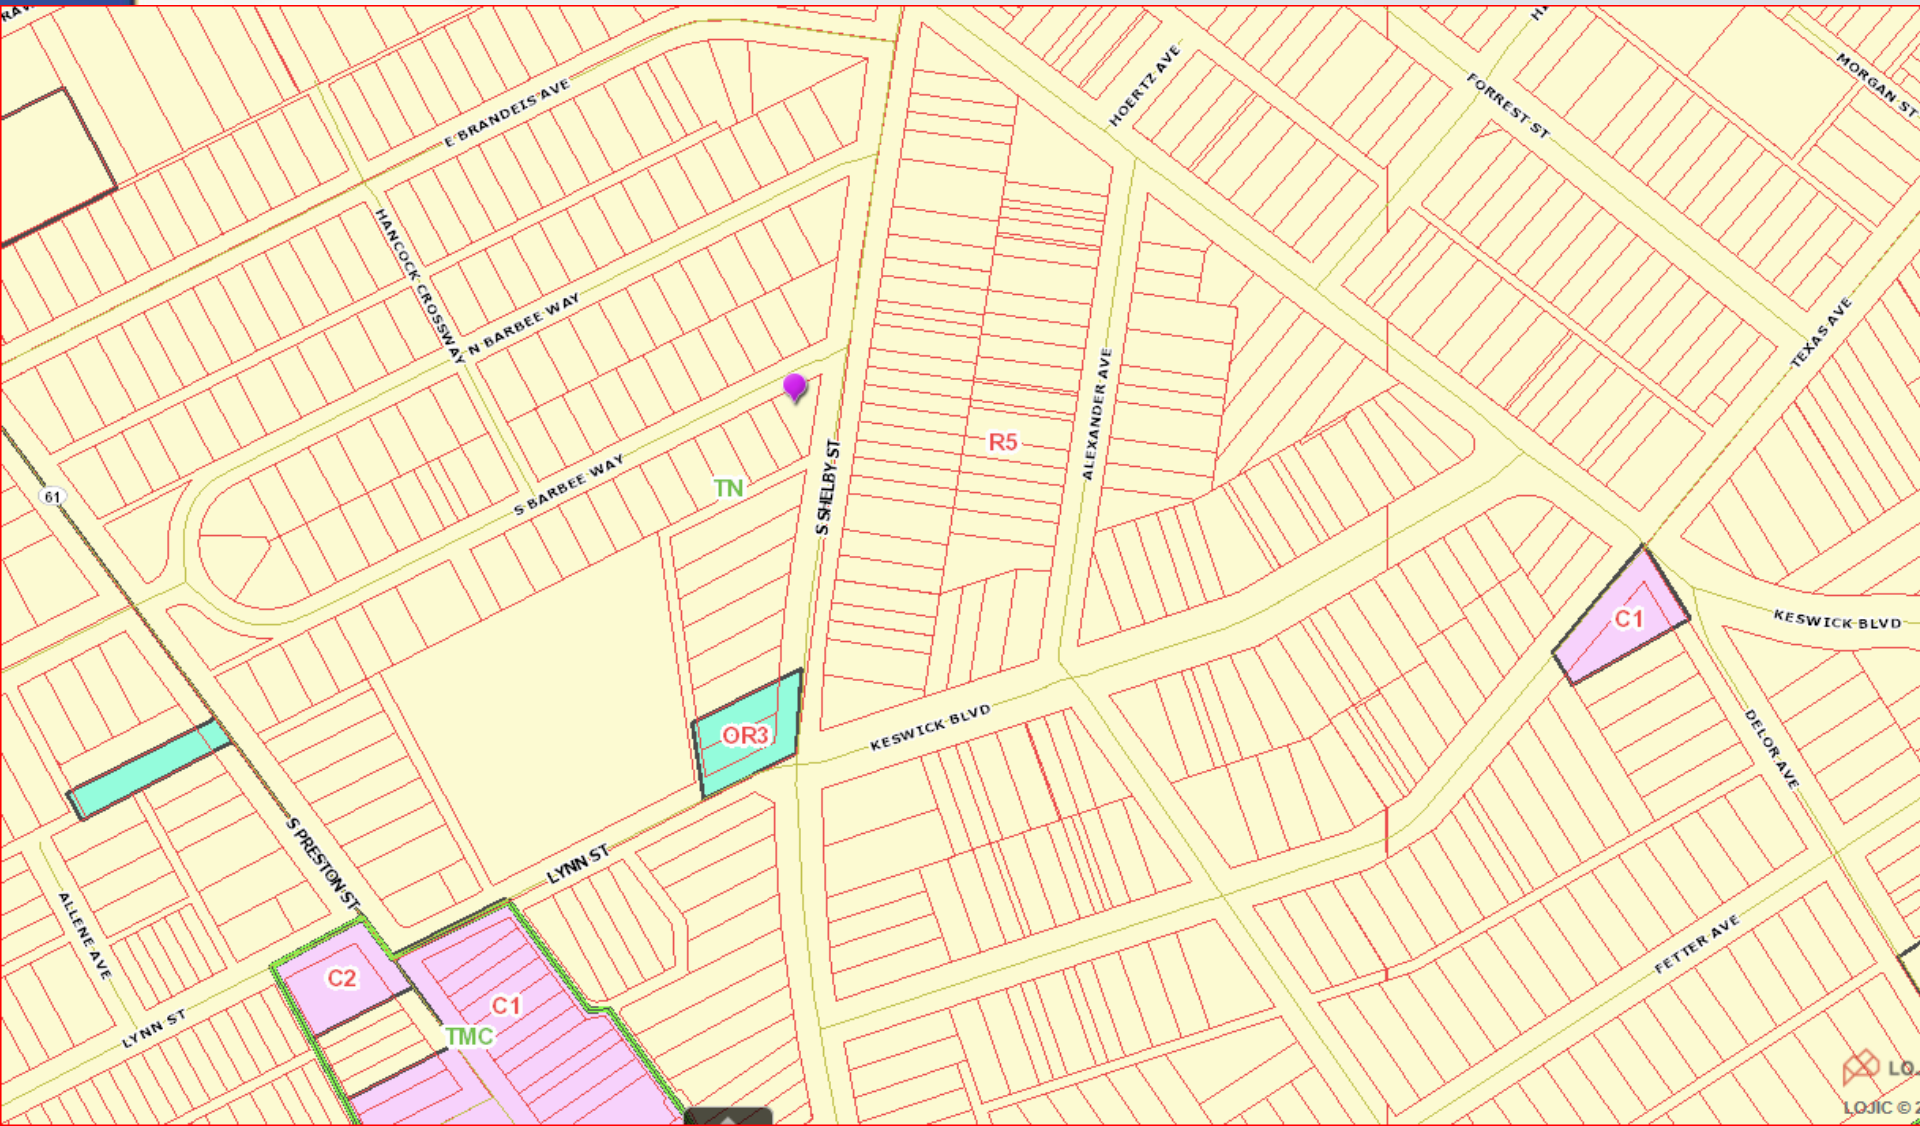 MORGAN ST
HOERTZ AVE
FORREST ST
E BRANDEIS AVE
HANCOCK CROSSWAY
N BARBEE WAY
TEXAS AVE
ALEXANDER AVE
R5
S SHELBY ST
TN
S BARBEE WAY
61
C1
KESWICK BLVD
OR3
KESWICK BLVD
DELOR AVE
S PRESTON ST
LYNN ST
ALLENE AVE
FETTER AVE
C2
C1
LYNN ST
TMC
LOJIC ©